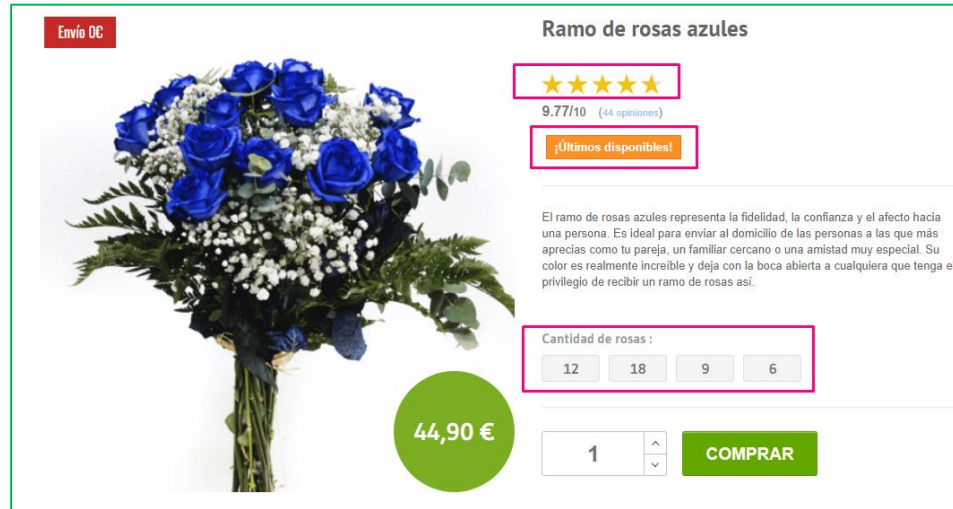 Envío 0€
Ramo de rosas azules
9.77/10 (44 opiniones)
¡Últimos disponibles!
El ramo de rosas azules representa la fidelidad, la confianza y el afecto hacia
una persona. Es ideal para enviar al domicilio de las personas a las que más
aprecias como tu pareja, un familiar cercano o una amistad muy especial. Su
color es realmente increíble y deja con la boca abierta a cualquiera que tenga e
privilegio de recibir un ramo de rosas así.
Cantidad de rosas :
12 18 9 6
44,90 €
1 COMPRAR